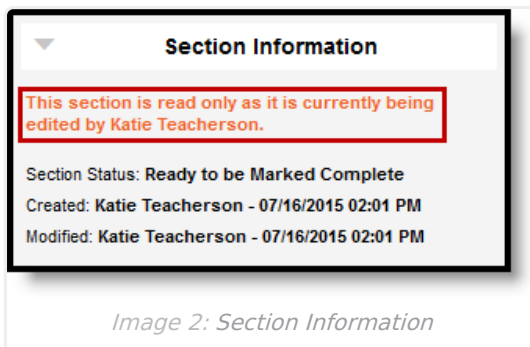 Section Information
This section is read only as it is currently being
edited by Katie Teacherson.
Section Status: Ready to be Marked Complete
Created: Katie Teacherson - 07/16/2015 02:01 PM
Modified: Katie Teacherson - 07/16/2015 02:01 PM
Image 2: Section Information